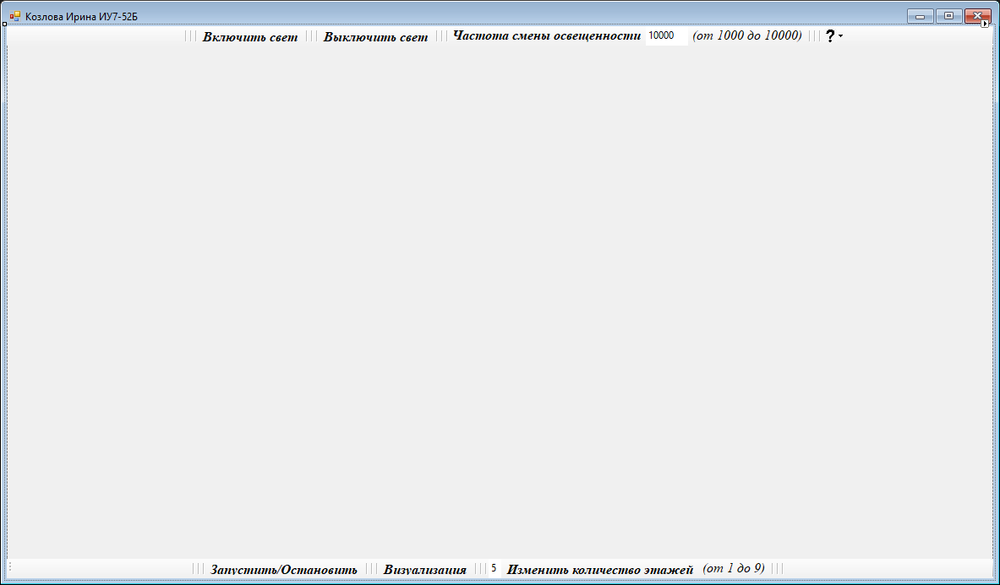 Козлова Ирина ИУ7-52Б
Включить свет Выключить свет Частота смены освещенности 10000 (от 1000 до 10000) ?
Запустить/Остановить Визуализация 5 Изменить количество этажей (от 1 до 9)